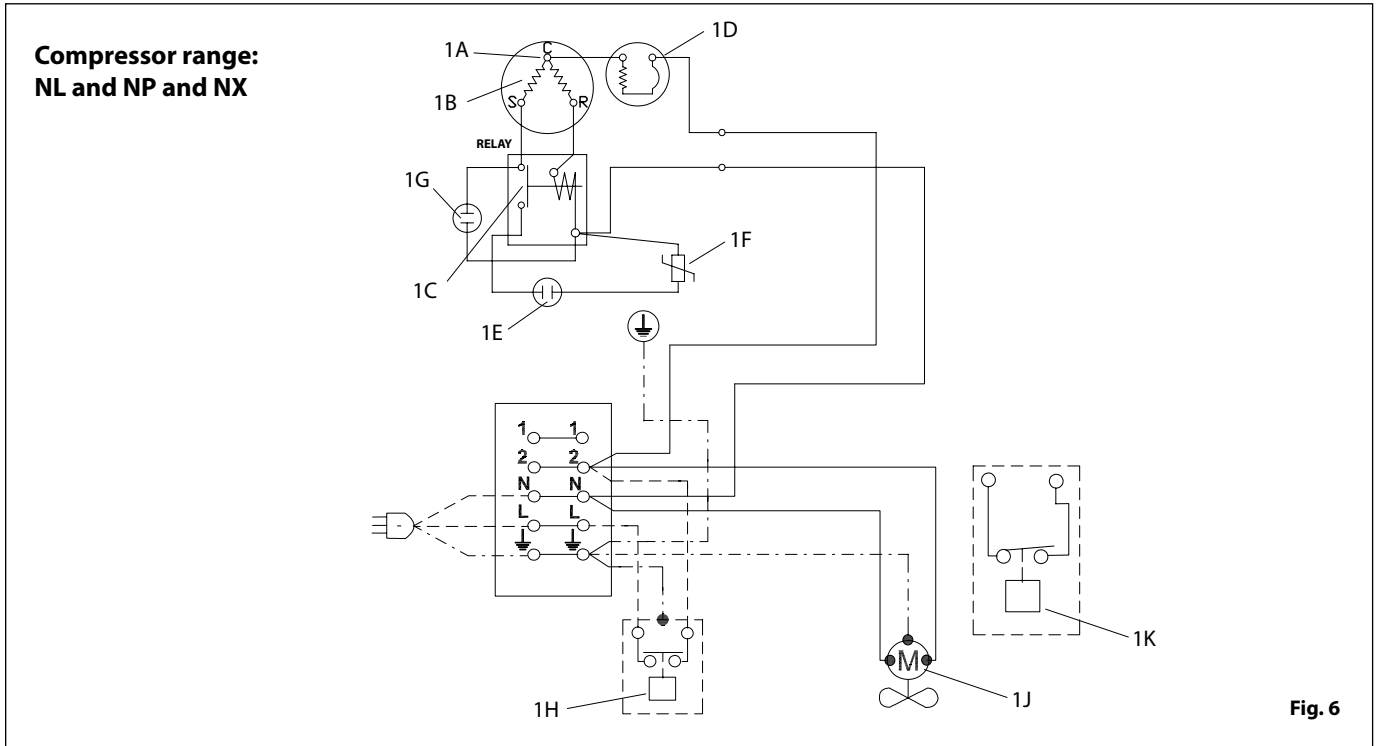 Compressor range:
NL and NP and NX
1A
C
1D
1B
S
R
RELAY
1G
1F
1C
1E
1 1
2 2
N N
L L
1K
M
1H
1J
Fig. 6